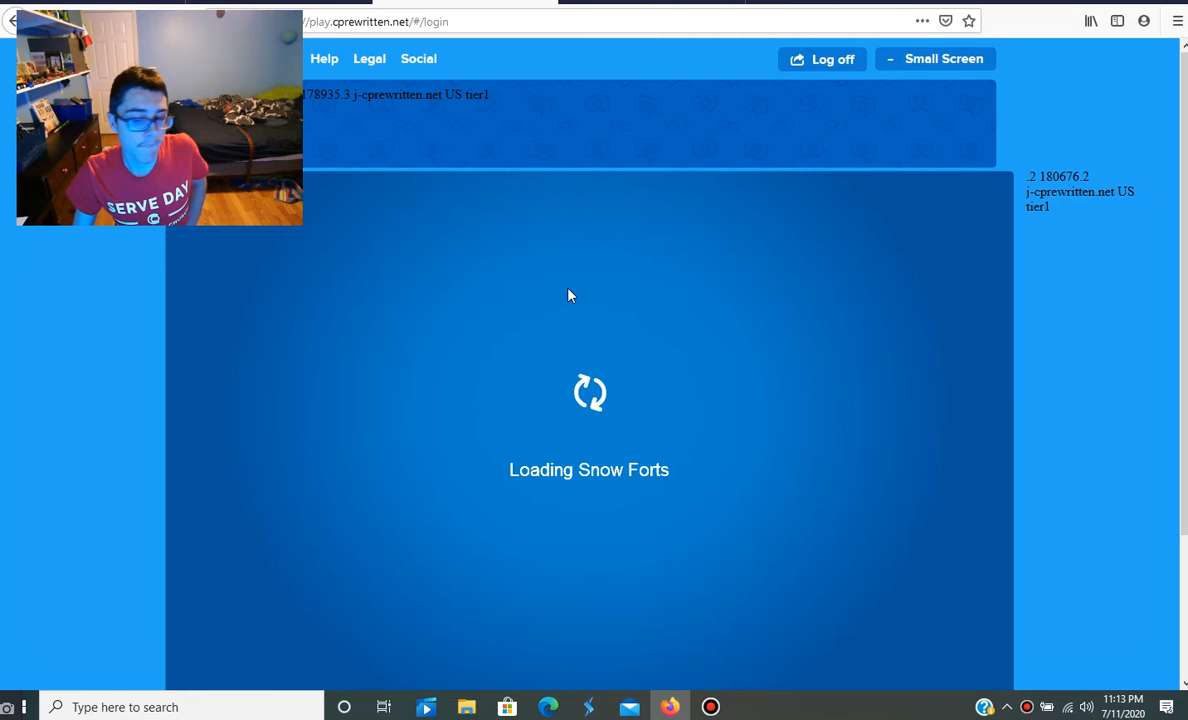 /play.cprewritten.net/#/login
Help Legal Social
Log off
- Small Screen
178935.3 j-cprewritten.net US tier1
SERVE DAY
.2 180676.2
j-cprewritten.net US
tier1
Loading Snow Forts
Type here to search
11:13 PM
7/11/2020